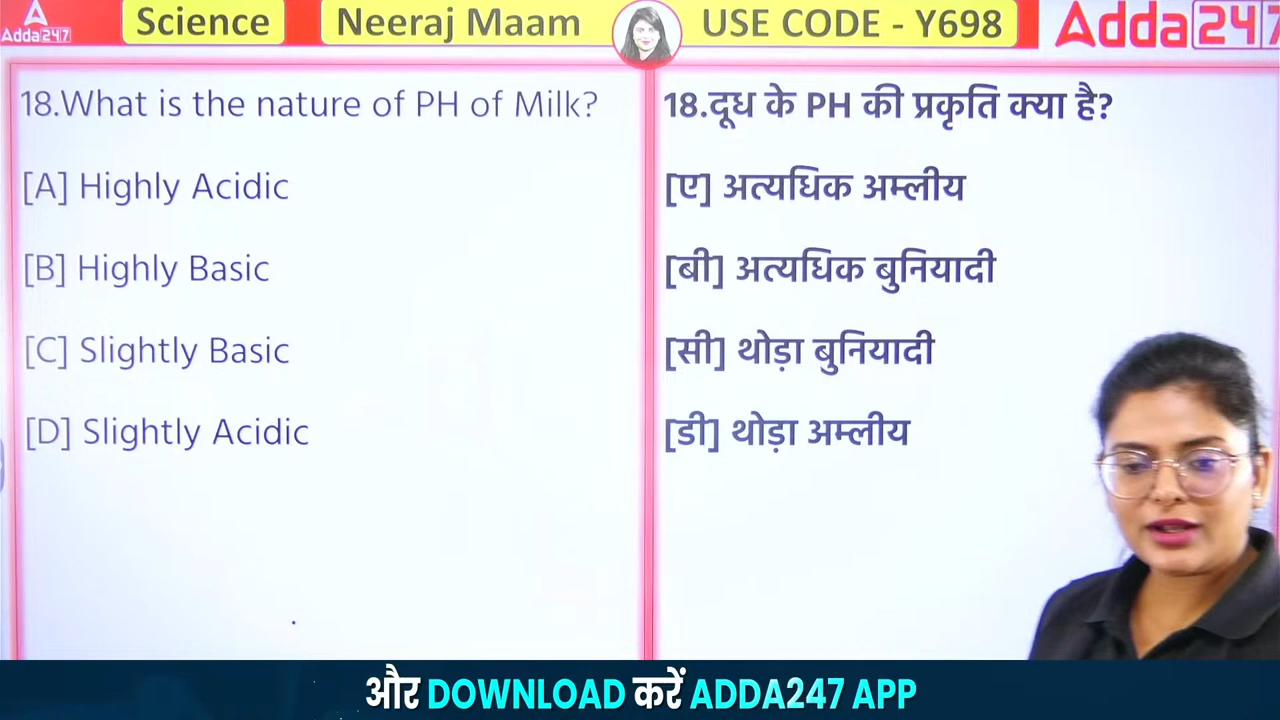 Adda247
Science
Neeraj Maam
USE CODE - Y698
Adda247
18.What is the nature of PH of Milk?
[A] Highly Acidic
[B] Highly Basic
[C] Slightly Basic
[D] Slightly Acidic
18.दूध के PH की प्रकृति क्या है?
[ए] अत्यधिक अम्लीय
[बी] अत्यधिक बुनियादी
[सी] थोड़ा बुनियादी
[डी] थोड़ा अम्लीय
और DOWNLOAD करें ADDA247 APP